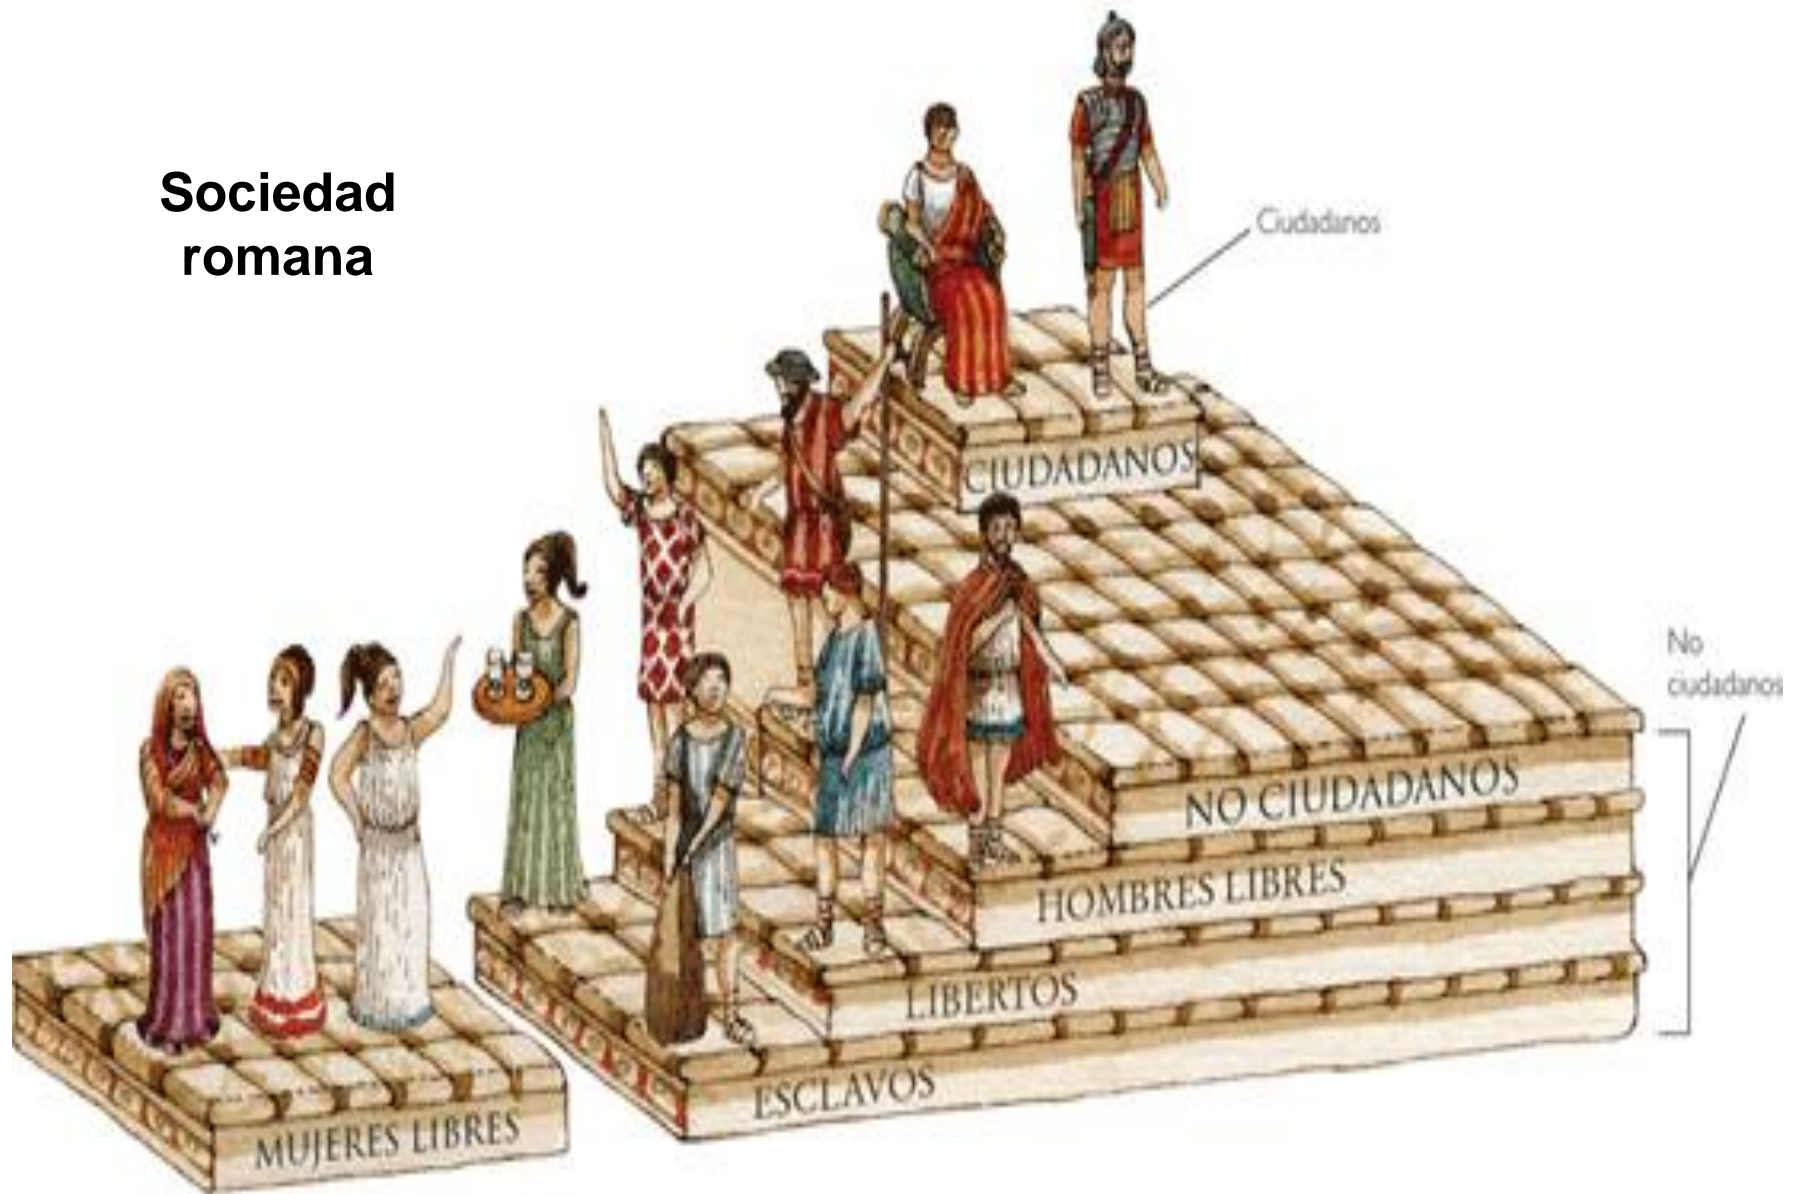 Sociedad
romana
Ciudadanos
CIUDADANOS
No
ciudadanos
NO CIUDADANOS
HOMBRES LIBRES
LIBERTOS
ESCLAVOS
MUJERES LIBRES